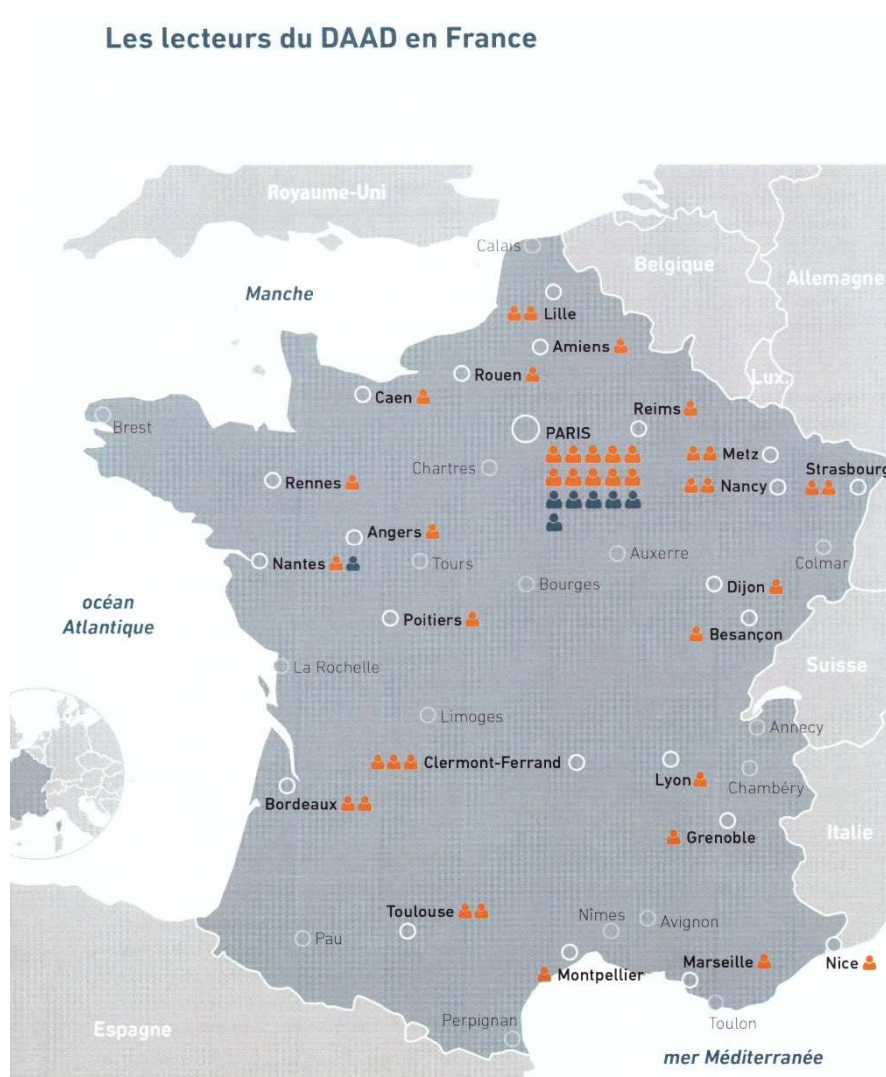 Les lecteurs du DAAD en France
Royaume-Uni
Calais
Belgique
Allemagne
Manche
Lille
Amiens
Lux.
Rouen
Caen
Reims
Brest
PARIS
Metz
Chartres
Strasbourg
Rennes
Nancy
Angers
Auxerre
Colmar
Nantes
Tours
Bourges
Dijon
océan
Atlantique
Poitiers
Besançon
La Rochelle
Suisse
Limoges
Annecy
Clermont-Ferrand
Lyon
Chambéry
Bordeaux
Grenoble
Italie
Toulouse
Nîmes
Avignon
Pau
Marseille
Nice
Montpellier
Perpignan
Toulon
Espagne
mer Méditerranée